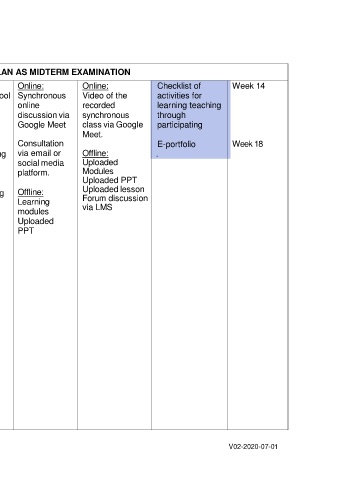 LAN AS MIDTERM EXAMINATION
ool
ng
g
Online:
Synchronous
online
discussion via
Google Meet
Consultation
via email or
social media
platform.
Offline:
Learning
modules
Uploaded
PPT
Online:
Video of the
recorded
synchronous
class via Google
Meet.
Offline:
Uploaded
Modules
Uploaded PPT
Uploaded lesson
Forum discussion
via LMS
Checklist of
activities for
learning teaching
through
participating
E-portfolio
.
Week 14
Week 18
V02-2020-07-01